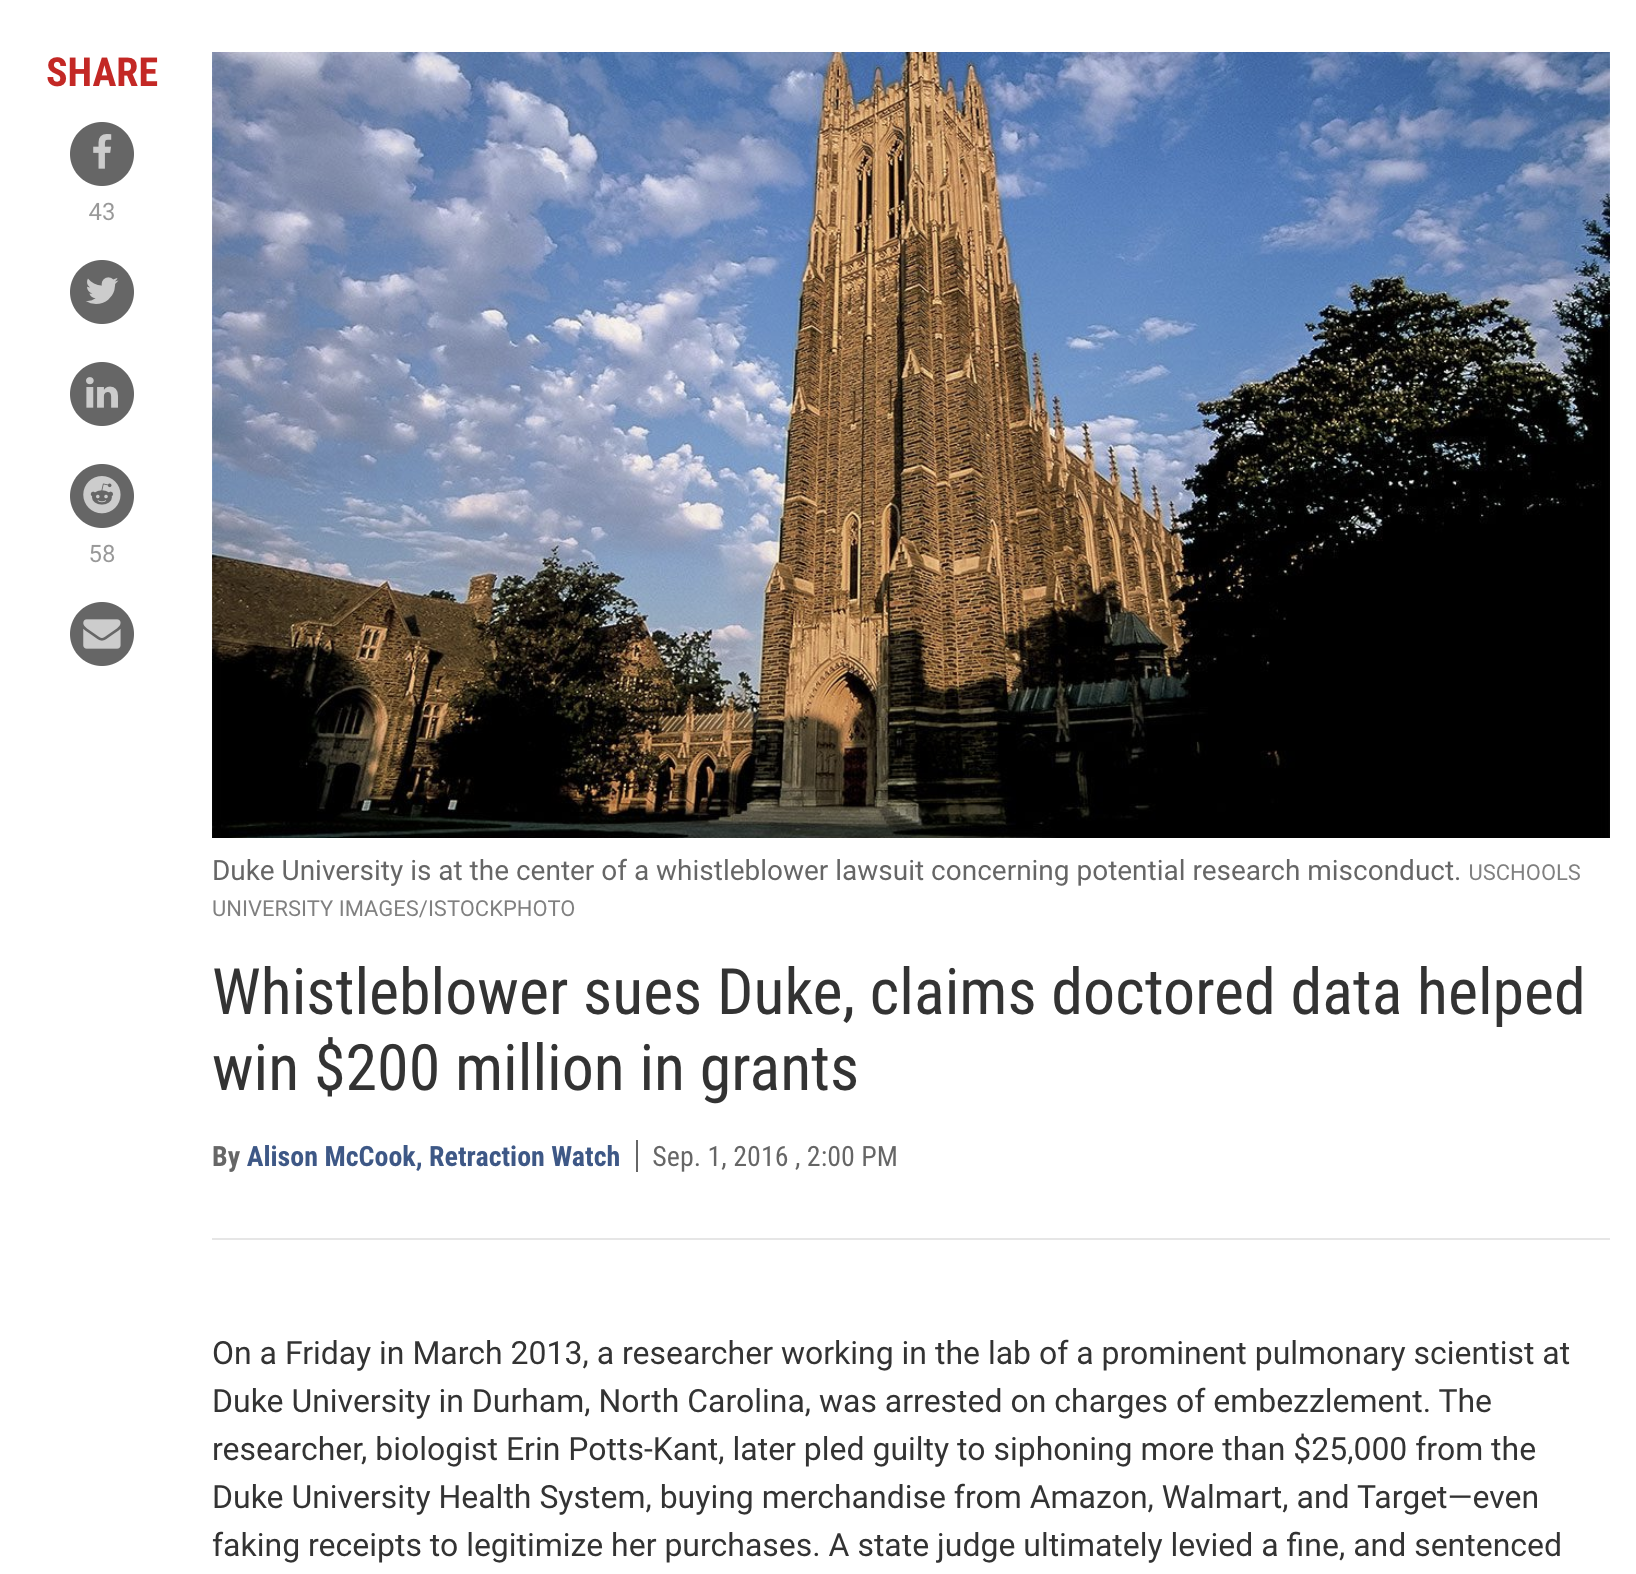 SHARE
43
58
Duke University is at the center of a whistleblower lawsuit concerning potential research misconduct. USCHOOLS
UNIVERSITY IMAGES/ISTOCKPHOTO
Whistleblower sues Duke, claims doctored data helped
win $200 million in grants
By Alison McCook, Retraction Watch | Sep. 1, 2016 , 2:00 PM
On a Friday in March 2013, a researcher working in the lab of a prominent pulmonary scientist at
Duke University in Durham, North Carolina, was arrested on charges of embezzlement. The
researcher, biologist Erin Potts-Kant, later pled guilty to siphoning more than $25,000 from the
Duke University Health System, buying merchandise from Amazon, Walmart, and Target—even
faking receipts to legitimize her purchases. A state judge ultimately levied a fine, and sentenced